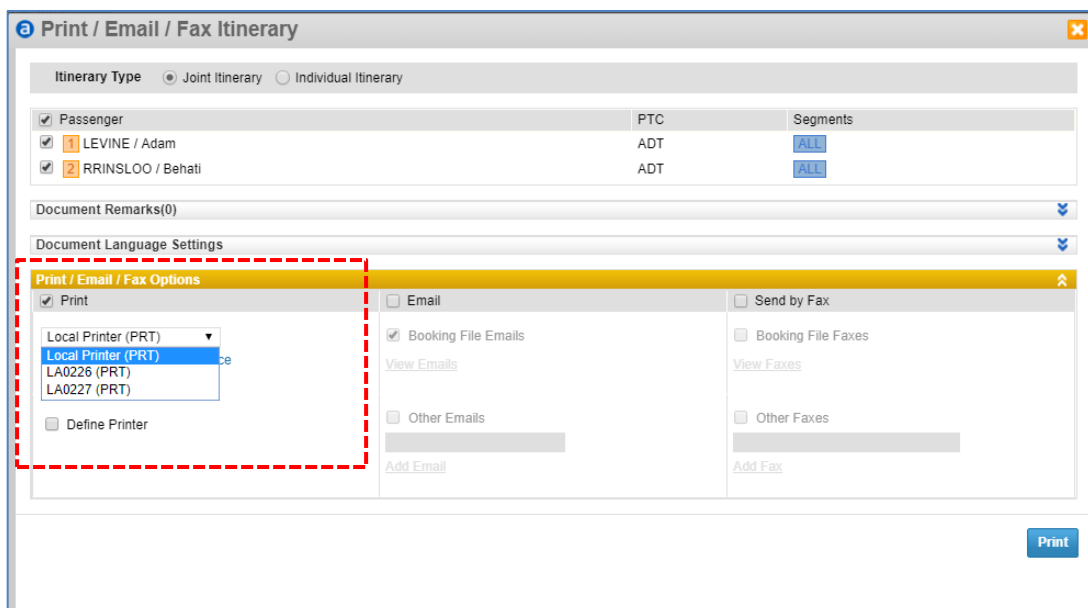 Print / Email / Fax Itinerary
Itinerary Type Joint Itinerary Individual Itinerary
Passenger PTC Segments
1 LEVINE / Adam ADT ALL
2 RRINSLOO / Behati ADT ALL
Document Remarks(0)
Document Language Settings
Print / Email / Fax Options
Print Email Send by Fax
Local Printer (PRT) Booking File Emails Booking File Faxes
Local Printer (PRT)
View Emails View Faxes
LA0226 (PRT)
LA0227 (PRT)
Define Printer Other Emails Other Faxes
Add Email Add Fax
Print